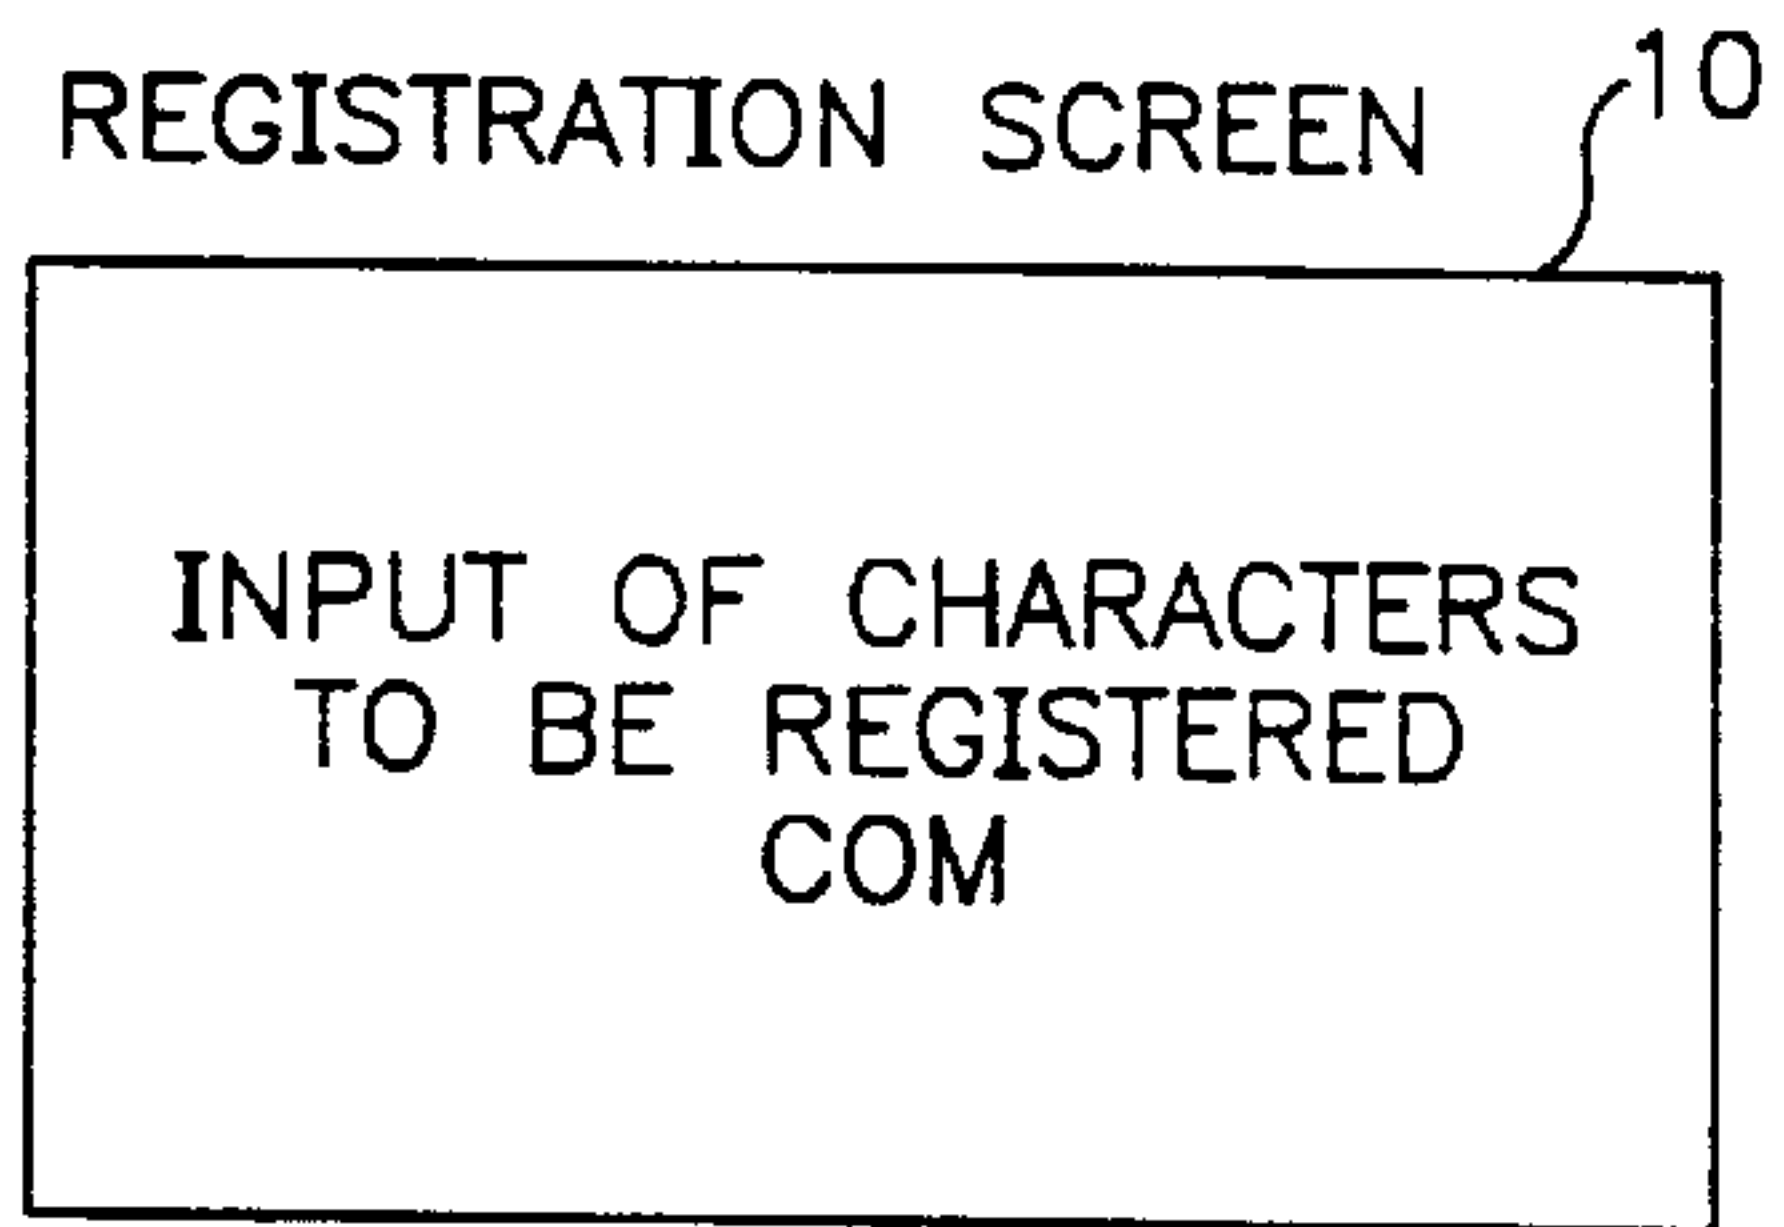 REGISTRATION SCREEN
10
INPUT OF CHARACTERS
TO BE REGISTERED
COM